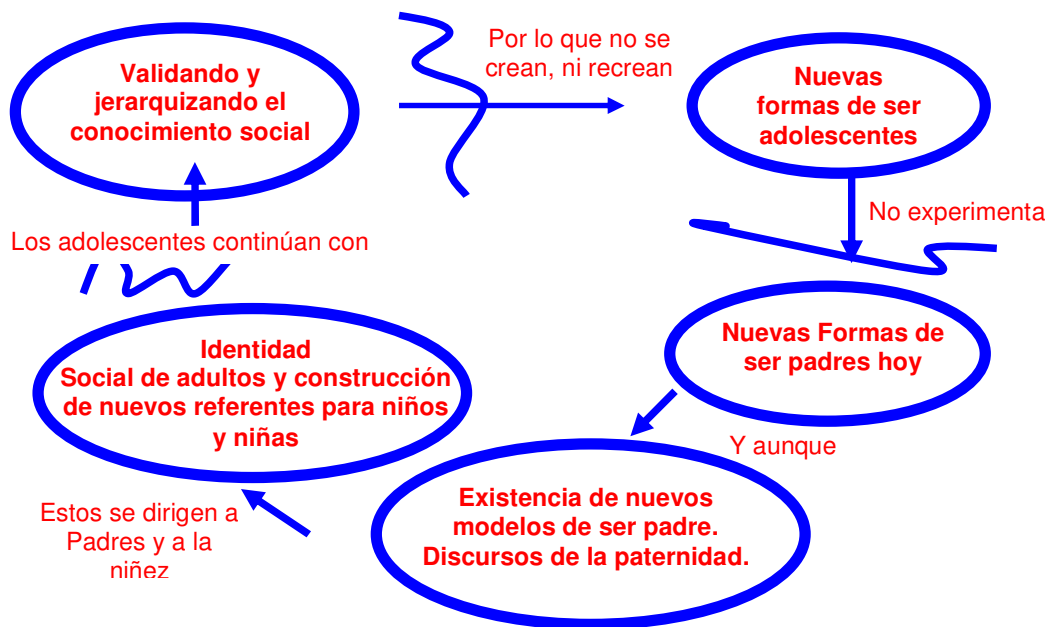 Validando y
jerarquizando el
conocimiento social
Por lo que no se
crean, ni recrean
Nuevas
formas de ser
adolescentes
No experimenta
Nuevas Formas de
ser padres hoy
Y aunque
Existencia de nuevos
modelos de ser padre.
Discursos de la paternidad.
Estos se dirigen a
Padres y a la
niñez
Identidad
Social de adultos y construcción
de nuevos referentes para niños
y niñas
Los adolescentes continúan con